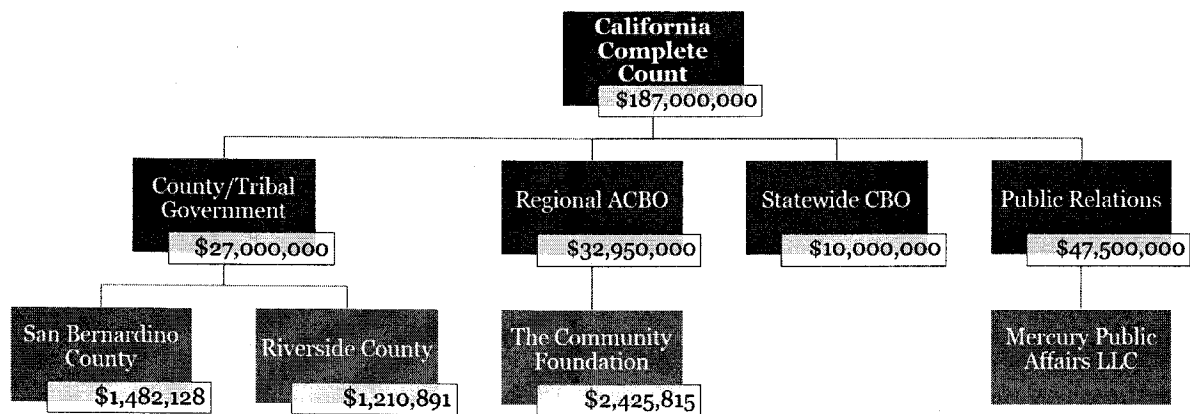 California
Complete
Count
$187,000,000
County/Tribal
Government
$27,000,000
Regional ACBO
$32,950,000
Statewide CBO
$10,000,000
Public Relations
$47,500,000
San Bernardino
County
$1,482,128
Riverside County
$1,210,891
The Community
Foundation
$2,425,815
Mercury Public
Affairs LLC